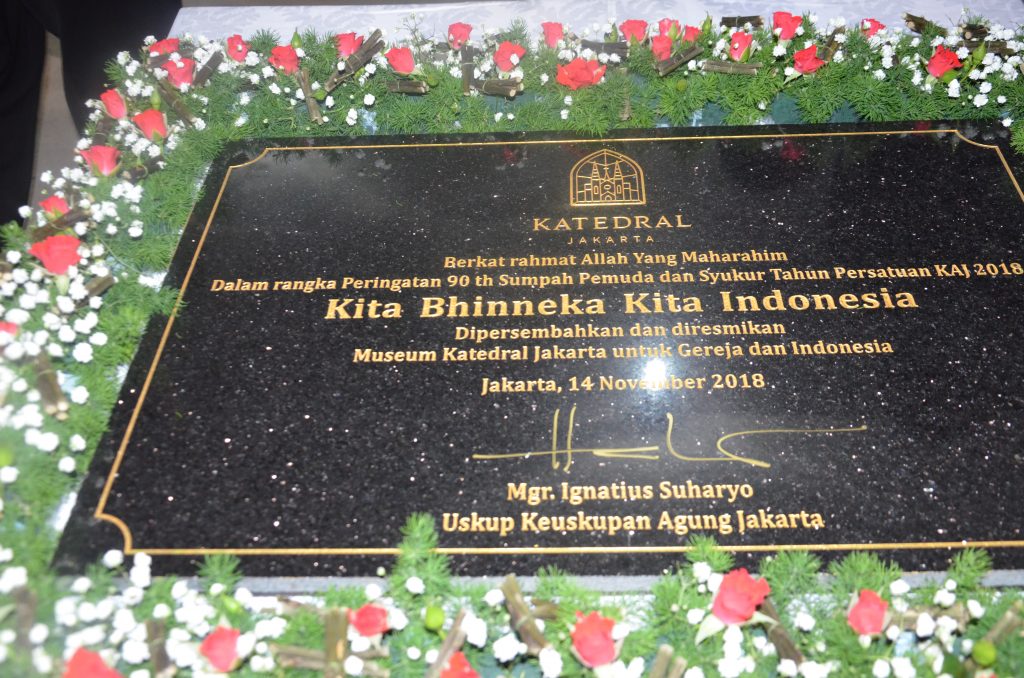 KATEDRAL
JAKARTA
Berkat rahmat Allah Yang Maharahim
Dalam rangka Peringatan 90 th Sumpah Pemuda dan Syukur Tahun Persatuan KAJ 2018
Kita Bhinneka Kita Indonesia
Dipersembahkan dan diresmikan
Museum Katedral Jakarta untuk Gereja dan Indonesia
Jakarta, 14 November 2018
Mgr. Ignatius Suharyo
Uskup Keuskupan Agung Jakarta